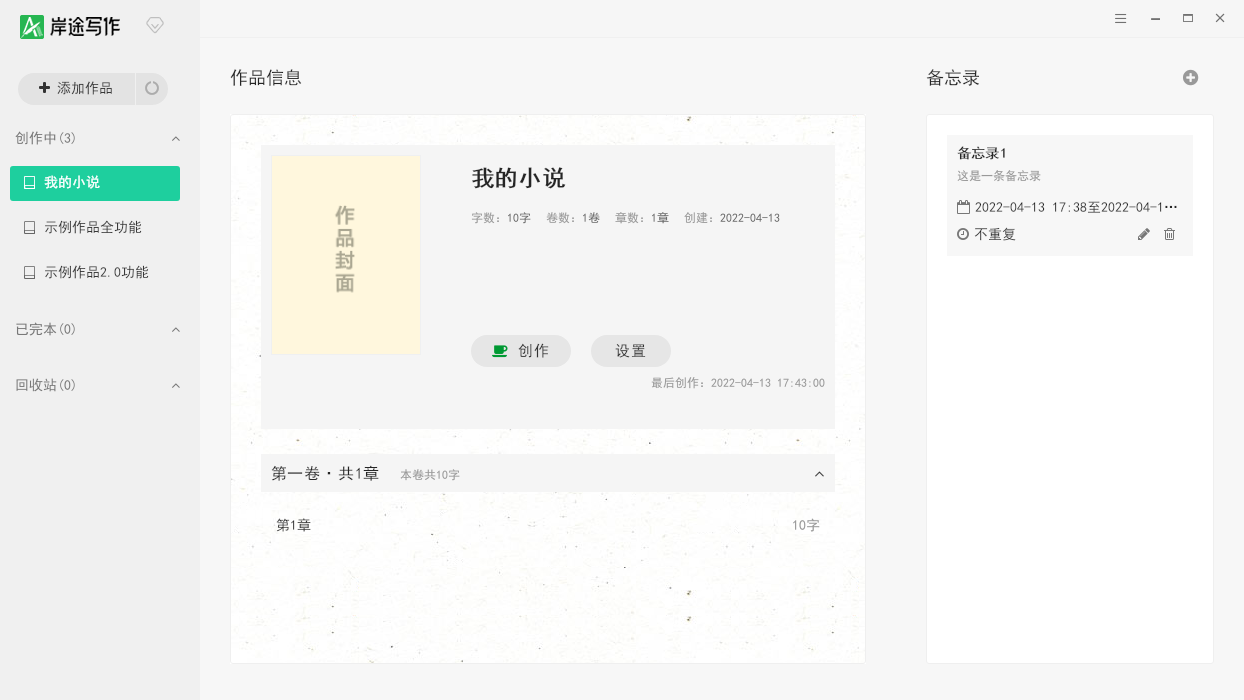 岸途写作
添加作品
创作中(3)
我的小说
示例作品全功能
示例作品2.0功能
已完本(0)
回收站(0)
作品信息
作品封面
我的小说
字数：10字 卷数：1卷 章数：1章 创建：2022-04-13
创作 设置
最后创作：2022-04-13 17:43:00
第一卷·共1章 本卷共10字
第1章 10字
备忘录
备忘录1
这是一条备忘录
2022-04-13 17:38至2022-04-1···
不重复